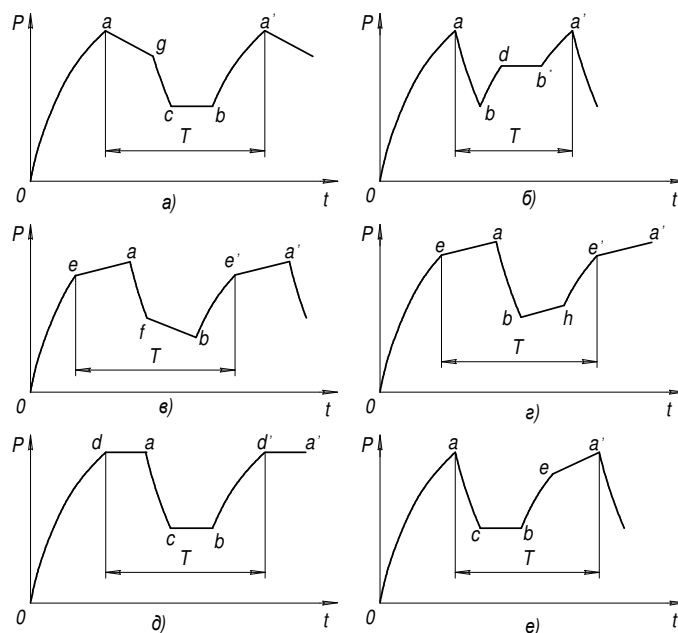 P a g a' P a d a'
c b b b'
T T
0 а) t 0 б) t
P e a e' a' P e a e' a'
f b b h
T T
0 в) t 0 г) t
P d a d' a' P a e a'
c b c b
T T
0 д) t 0 е) t